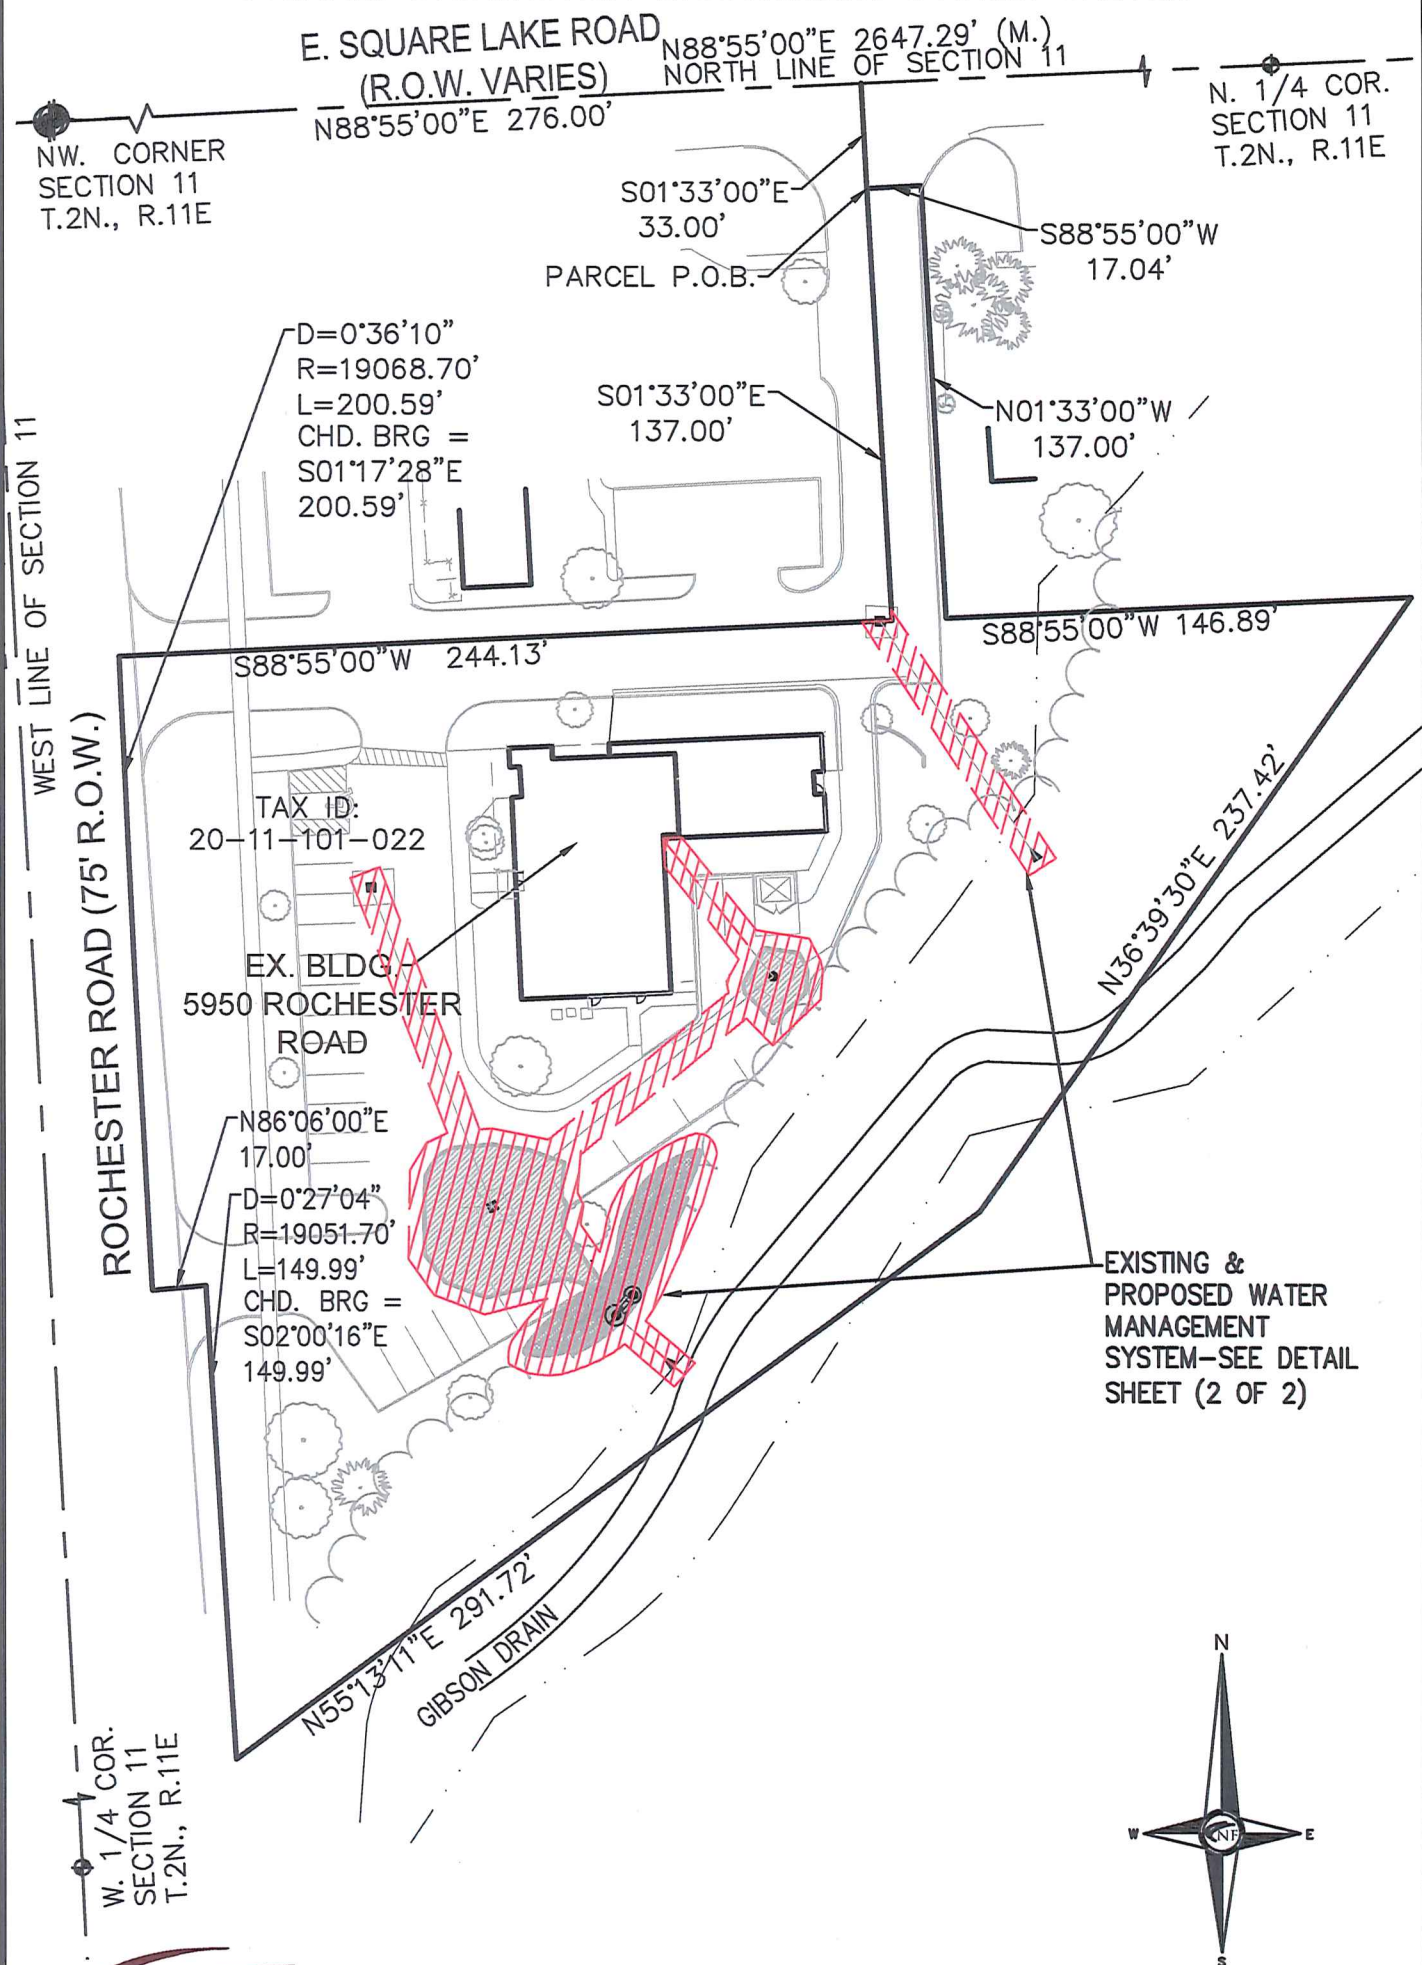 E. SQUARE LAKE ROAD
(R.O.W. VARIES)
N88°55'00"E 2647.29' (M.)
NORTH LINE OF SECTION 11
N88°55'00"E 276.00'
NW. CORNER
SECTION 11
T.2N., R.11E
N. 1/4 COR.
SECTION 11
T.2N., R.11E
S01°33'00"E
33.00'
S88°55'00"W
17.04'
PARCEL P.O.B.
D=0°36'10"
R=19068.70'
L=200.59'
CHD. BRG =
S01°17'28"E
200.59'
S01°33'00"E
137.00'
N01°33'00"W
137.00'
WEST LINE OF SECTION 11
S88°55'00"W 244.13'
S88°55'00"W 146.89'
ROCHESTER ROAD (75' R.O.W.)
TAX ID:
20-11-101-022
N36°39'30"E 237.42'
EX. BLDG.
5950 ROCHESTER
ROAD
N86°06'00"E
17.00'
D=0°27'04"
R=19051.70'
L=149.99'
CHD. BRG =
S02°00'16"E
149.99'
EXISTING &
PROPOSED WATER
MANAGEMENT
SYSTEM-SEE DETAIL
SHEET (2 OF 2)
N55°13'11"E 291.72'
GIBSON DRAIN
W. 1/4 COR.
SECTION 11
T.2N., R.11E
N
W
NF
E
S